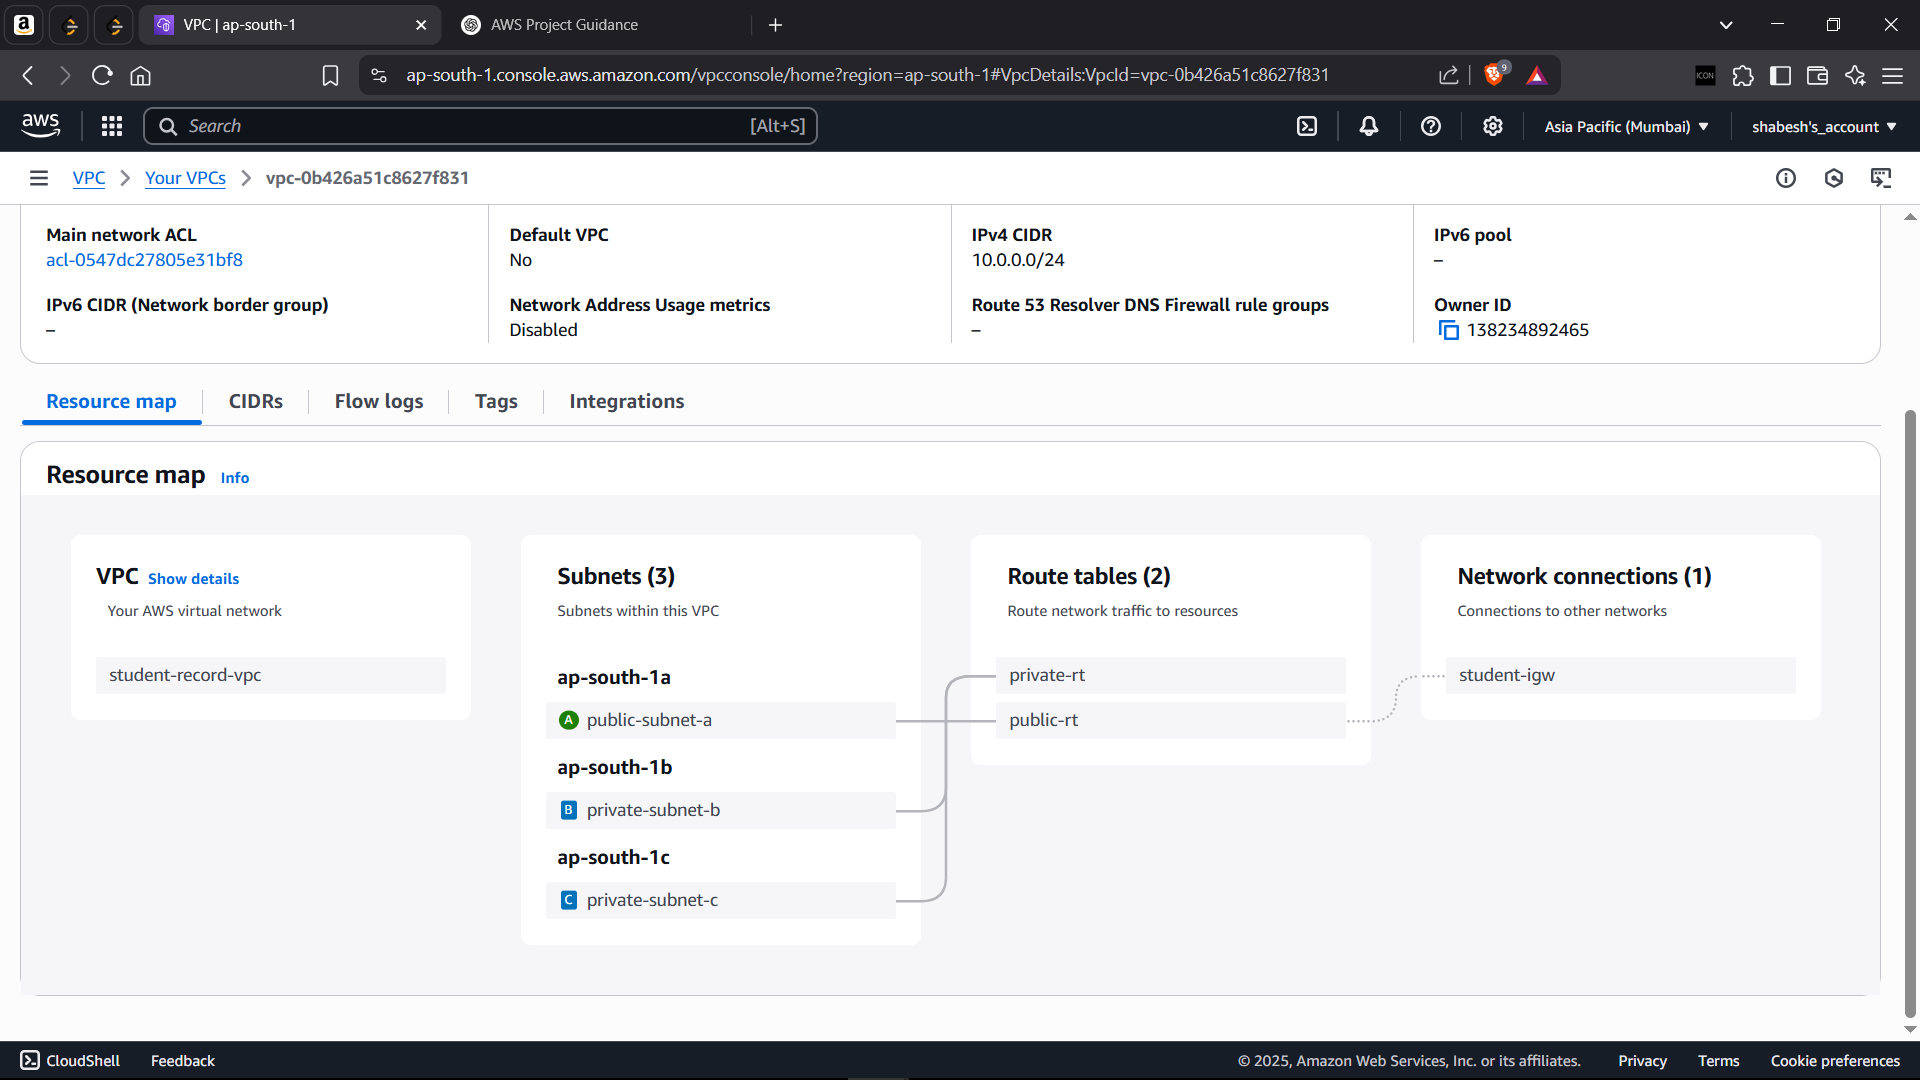 VPC | ap-south-1
AWS Project Guidance
ap-south-1.console.aws.amazon.com/vpcconsole/home?region=ap-south-1#VpcDetails:VpcId=vpc-0b426a51c8627f831
9
ICON
aws
Search
[Alt+S]
Asia Pacific (Mumbai)
shabesh's_account
VPC
Your VPCs
vpc-0b426a51c8627f831
Main network ACL
acl-0547dc27805e31bf8
Default VPC
No
IPv4 CIDR
10.0.0.0/24
IPv6 pool
–
IPv6 CIDR (Network border group)
–
Network Address Usage metrics
Disabled
Route 53 Resolver DNS Firewall rule groups
–
Owner ID
138234892465
Resource map
CIDRs
Flow logs
Tags
Integrations
Resource map Info
VPC Show details
Your AWS virtual network
student-record-vpc
Subnets (3)
Subnets within this VPC
ap-south-1a
A public-subnet-a
ap-south-1b
B private-subnet-b
ap-south-1c
C private-subnet-c
Route tables (2)
Route network traffic to resources
private-rt
public-rt
Network connections (1)
Connections to other networks
student-igw
CloudShell
Feedback
© 2025, Amazon Web Services, Inc. or its affiliates.
Privacy
Terms
Cookie preferences